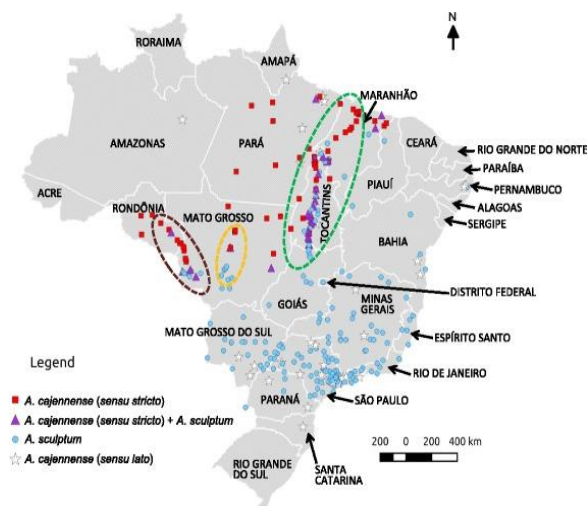 N
RORAIMA
AMAPÁ
MARANHÃO
AMAZONAS
PARÁ
CEARÁ
RIO GRANDE DO NORTE
PARAÍBA
PERNAMBUCO
ALAGOAS
SERGIPE
ACRE
PIAUÍ
RONDÔNIA
MATO GROSSO
TOCANTINS
BAHIA
DISTRITO FEDERAL
GOIÁS
MINAS
GERAIS
MATO GROSSO DO SUL
ESPÍRITO SANTO
RIO DE JANEIRO
SÃO PAULO
PARANÁ
SANTA
CATARINA
RIO GRANDE
DO SUL
Legend
A. cajennense (sensu stricto)
A. cajennense (sensu stricto) + A. sculptum
A. sculptum
A. cajennense (sensu lato)
200 0 200 400 km